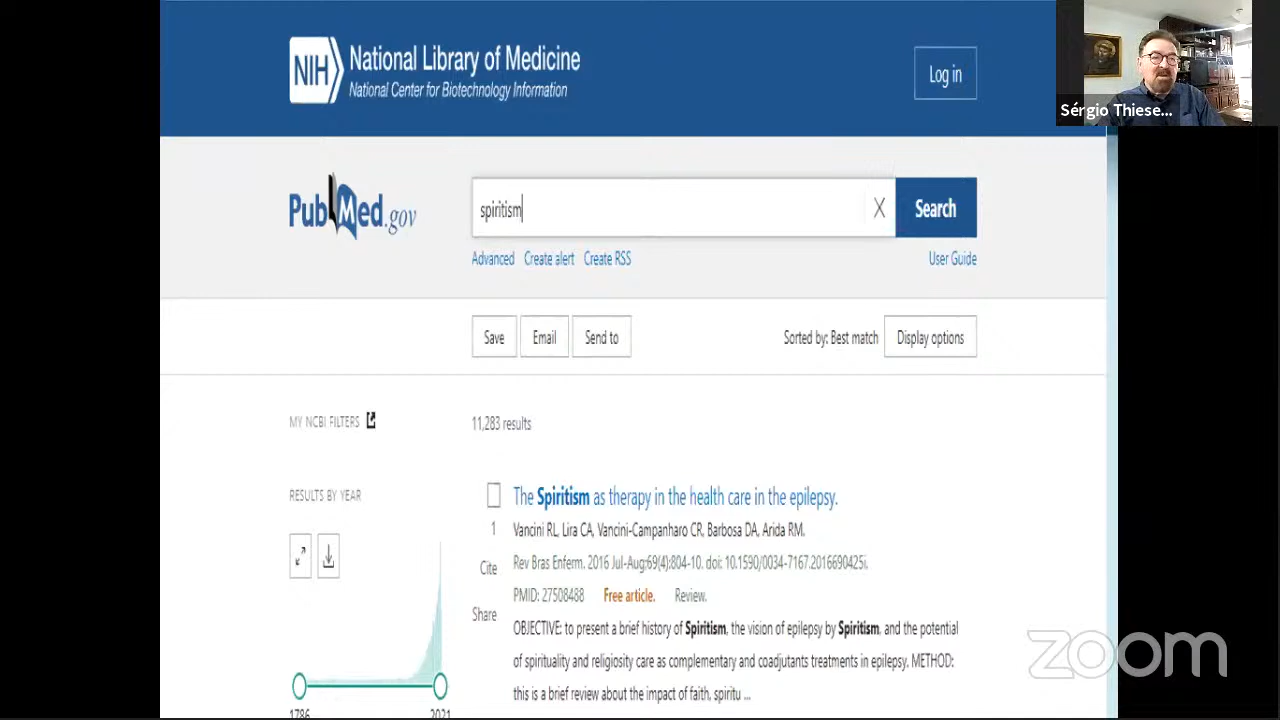 NIH National Library of Medicine
National Center for Biotechnology Information
Log in
Sérgio Thiese...
PubMed.gov
spiritism
X
Search
Advanced Create alert Create RSS
User Guide
Save Email Send to
Sorted by: Best match Display options
MY NCBI FILTERS
11,283 results
RESULTS BY YEAR
The Spiritism as therapy in the health care in the epilepsy.
1
Vancini RL, Lira CA, Vancini-Campanharo CR, Barbosa DA, Arida RM.
Cite
Rev Bras Enferm. 2016 Jul-Aug;69(4):804-10. doi: 10.1590/0034-7167.2016690425i.
PMID: 27508488 Free article. Review.
Share
OBJECTIVE: to present a brief history of Spiritism, the vision of epilepsy by Spiritism, and the potential
of spirituality and religiosity care as complementary and coadjutants treatments in epilepsy. METHOD:
this is a brief review about the impact of faith, spiritu ...
zoom
1786 2021